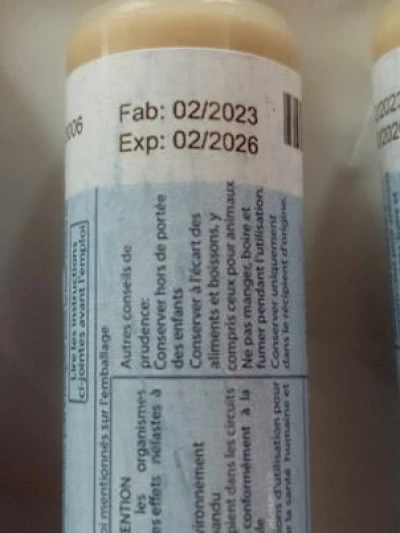 Fab: 02/2023
Exp: 02/2026
Lire les instructions
ci-jointes avant l'emploi
mentionnés sur l'emballage
Autres conseils de
prudence:
Conserver hors de portée
des enfants
Conserver à l'écart des
aliments et boissons, y
compris ceux pour animaux
Ne pas manger, boire et
fumer pendant l'utilisation.
Conserver uniquement
dans le récipient d'origine.
ENTION
les organismes
es effets néfastes à
vironnement
andu
pient dans les circuits
conformément à la
ions d'utilisation pour
r la santé humaine et
006
2023